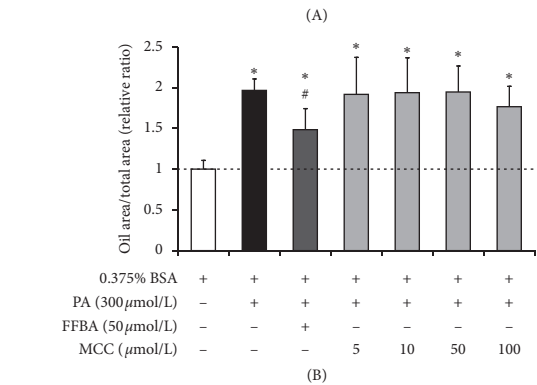 (A)
Oil area/total area (relative ratio)
2.5
2
1.5
1
0.5
0
*
*
#
*
*
*
*
0.375% BSA + + + + + + +
PA (300 μmol/L) – + + + + + +
FFBA (50 μmol/L) – – + – – – –
MCC (μmol/L) – – – 5 10 50 100
(B)